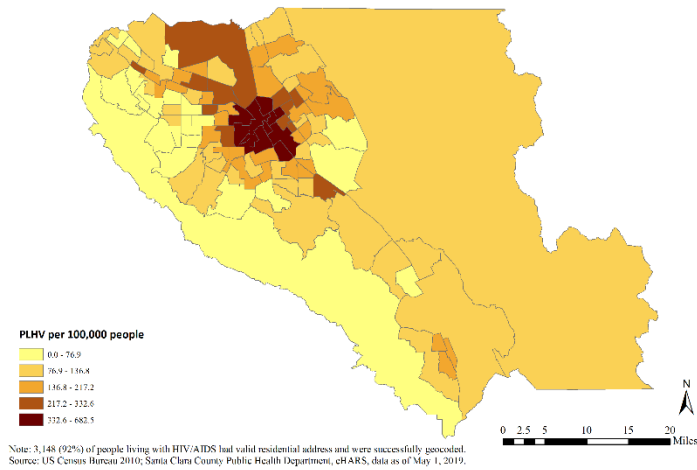 PLHV per 100,000 people
0.0 - 76.9
76.9 - 136.8
136.8 - 217.2
217.2 - 332.6
332.6 - 682.5
N
0 2.5 5 10 15 20
Miles
Note: 3,148 (92%) of people living with HIV/AIDS had valid residential address and were successfully geocoded.
Source: US Census Bureau 2010; Santa Clara County Public Health Department, eHARS, data as of May 1, 2019.